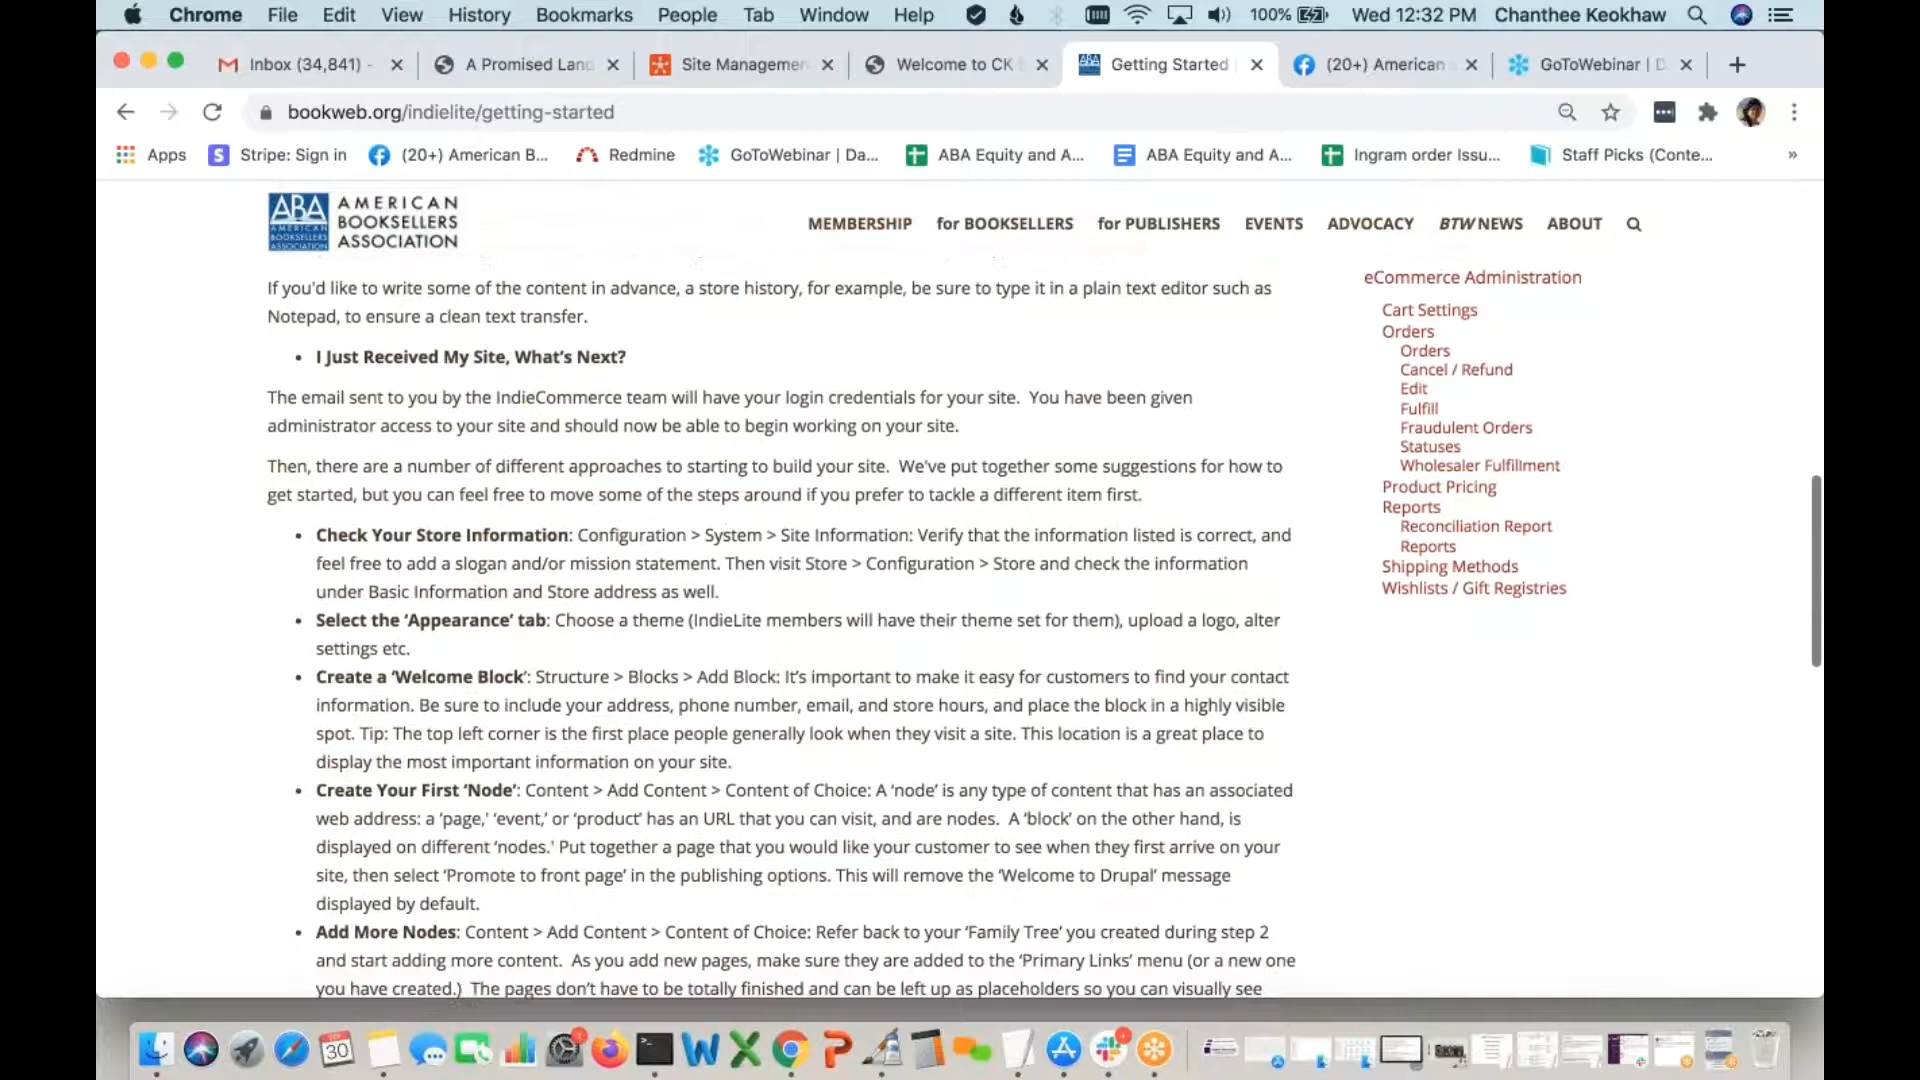 Chrome File Edit View History Bookmarks People Tab Window Help 100% Wed 12:32 PM Chanthee Keokhaw
Inbox (34,841) - A Promised Land Site Managemen Welcome to CK Getting Started (20+) American GoToWebinar | D
bookweb.org/indielite/getting-started
Apps Stripe: Sign in (20+) American B... Redmine GoToWebinar | Da... ABA Equity and A... ABA Equity and A... Ingram order Issu... Staff Picks (Conte... »
ABA AMERICAN BOOKSELLERS ASSOCIATION
AMERICAN
BOOKSELLERS
ASSOCIATION
MEMBERSHIP for BOOKSELLERS for PUBLISHERS EVENTS ADVOCACY BTW NEWS ABOUT
If you'd like to write some of the content in advance, a store history, for example, be sure to type it in a plain text editor such as
Notepad, to ensure a clean text transfer.
• I Just Received My Site, What's Next?
The email sent to you by the IndieCommerce team will have your login credentials for your site. You have been given
administrator access to your site and should now be able to begin working on your site.
Then, there are a number of different approaches to starting to build your site. We've put together some suggestions for how to
get started, but you can feel free to move some of the steps around if you prefer to tackle a different item first.
• Check Your Store Information: Configuration > System > Site Information: Verify that the information listed is correct, and
feel free to add a slogan and/or mission statement. Then visit Store > Configuration > Store and check the information
under Basic Information and Store address as well.
• Select the 'Appearance' tab: Choose a theme (IndieLite members will have their theme set for them), upload a logo, alter
settings etc.
• Create a 'Welcome Block': Structure > Blocks > Add Block: It's important to make it easy for customers to find your contact
information. Be sure to include your address, phone number, email, and store hours, and place the block in a highly visible
spot. Tip: The top left corner is the first place people generally look when they visit a site. This location is a great place to
display the most important information on your site.
• Create Your First 'Node': Content > Add Content > Content of Choice: A 'node' is any type of content that has an associated
web address: a 'page,' 'event,' or 'product' has an URL that you can visit, and are nodes. A 'block' on the other hand, is
displayed on different 'nodes.' Put together a page that you would like your customer to see when they first arrive on your
site, then select 'Promote to front page' in the publishing options. This will remove the 'Welcome to Drupal' message
displayed by default.
• Add More Nodes: Content > Add Content > Content of Choice: Refer back to your 'Family Tree' you created during step 2
and start adding more content. As you add new pages, make sure they are added to the 'Primary Links' menu (or a new one
you have created.) The pages don't have to be totally finished and can be left up as placeholders so you can visually see
eCommerce Administration
Cart Settings
Orders
Orders
Cancel / Refund
Edit
Fulfill
Fraudulent Orders
Statuses
Wholesaler Fulfillment
Product Pricing
Reports
Reconciliation Report
Reports
Shipping Methods
Wishlists / Gift Registries
30